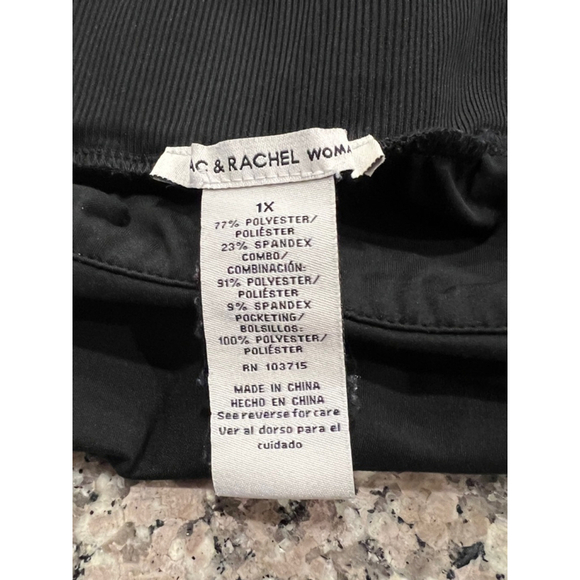 AC & RACHEL WOMA
1X
77% POLYESTER/
POLIÉSTER
23% SPANDEX
COMBO/
COMBINACIÓN:
91% POLYESTER/
POLIÉSTER
9% SPANDEX
POCKETING/
BOLSILLOS:
100% POLYESTER/
POLIÉSTER
RN 103715
MADE IN CHINA
HECHO EN CHINA
See reverse for care
Ver al dorso para el
cuidado